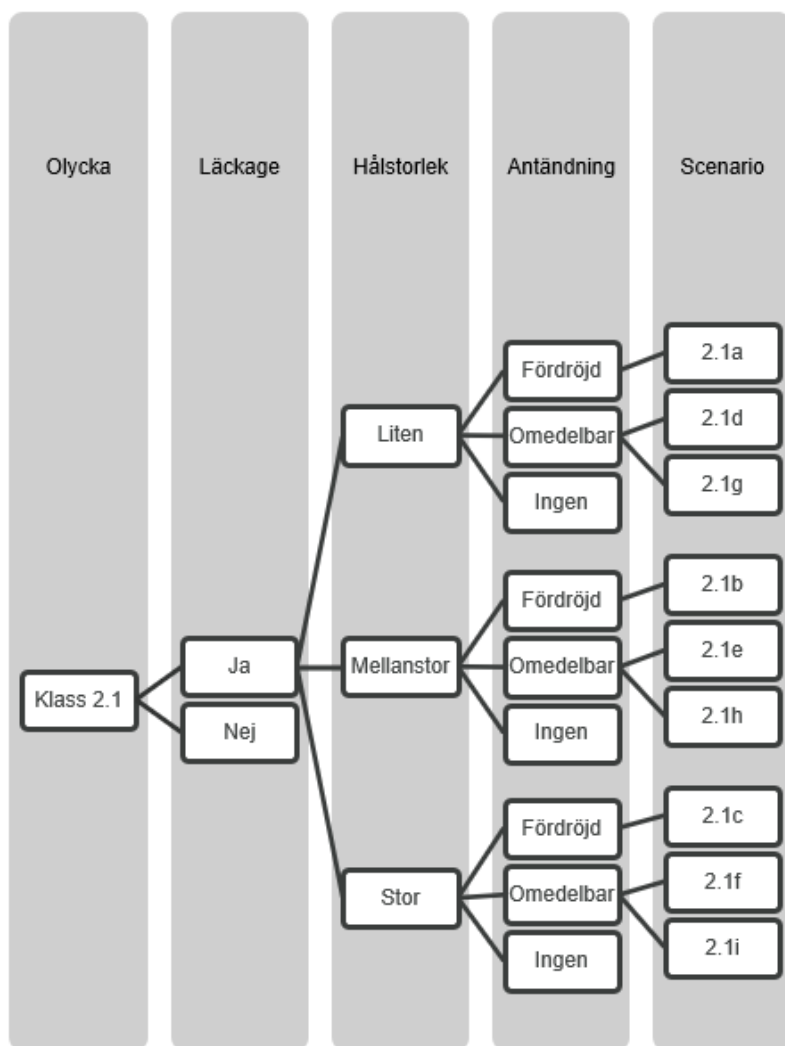 Olycka
Läckage
Hålstorlek
Antändning
Scenario
Klass 2.1
Ja
Nej
Liten
Fördröjd
2.1a
Omedelbar
2.1d
2.1g
Ingen
Mellanstor
Fördröjd
2.1b
Omedelbar
2.1e
2.1h
Ingen
Stor
Fördröjd
2.1c
Omedelbar
2.1f
2.1i
Ingen